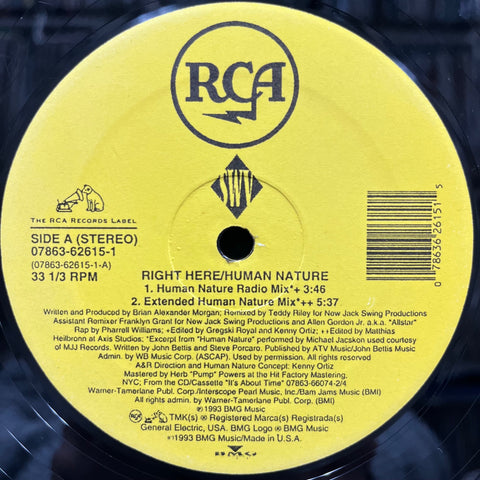 RCA
SWV
THE RCA RECORDS LABEL
SIDE A (STEREO)
07863-62615-1
(07863-62615-1-A)
33 1/3 RPM
0 78636 26151 5
RIGHT HERE/HUMAN NATURE
1. Human Nature Radio Mix*+ 3:46
2. Extended Human Nature Mix*++ 5:37
Written and Produced by Brian Alexander Morgan; Remixed by Teddy Riley for New Jack Swing Productions
Assistant Remixer Franklyn Grant for New Jack Swing Productions and Allen Gordon Jr. a.k.a. "Allstar"
Rap by Pharrell Williams; +Edited by Gregski Royal and Kenny Ortiz; ++Edited by Matthias
Heilbronn at Axis Studios; *Excerpt from "Human Nature" performed by Michael Jacskon used courtesy of
of MJJ Records. Written by John Bettis and Steve Porcaro. Published by ATV Music/John Bettis Music
Admin. by WB Music Corp. (ASCAP). Used by permission. All rights reserved
A&R Direction and Human Nature Concept: Kenny Ortiz
Mastered by Herb "Pump" Powers at the Hit Factory Mastering,
NYC; From the CD/Cassette "It's About Time" 07863-66074-2/4
Warner-Tamerlane Publ. Corp./Interscope Pearl Music, Inc/Bam Jams Music (BMI)
All rights admin. by Warner-Tamerlane Publ. Corp. (BMI)
℗1993 BMG Music
RCA TMK(s) ® Registered Marca(s) Registrada(s)
General Electric, USA. BMG Logo ® BMG Music
℗1993 BMG Music/Made in U.S.A.
BMG